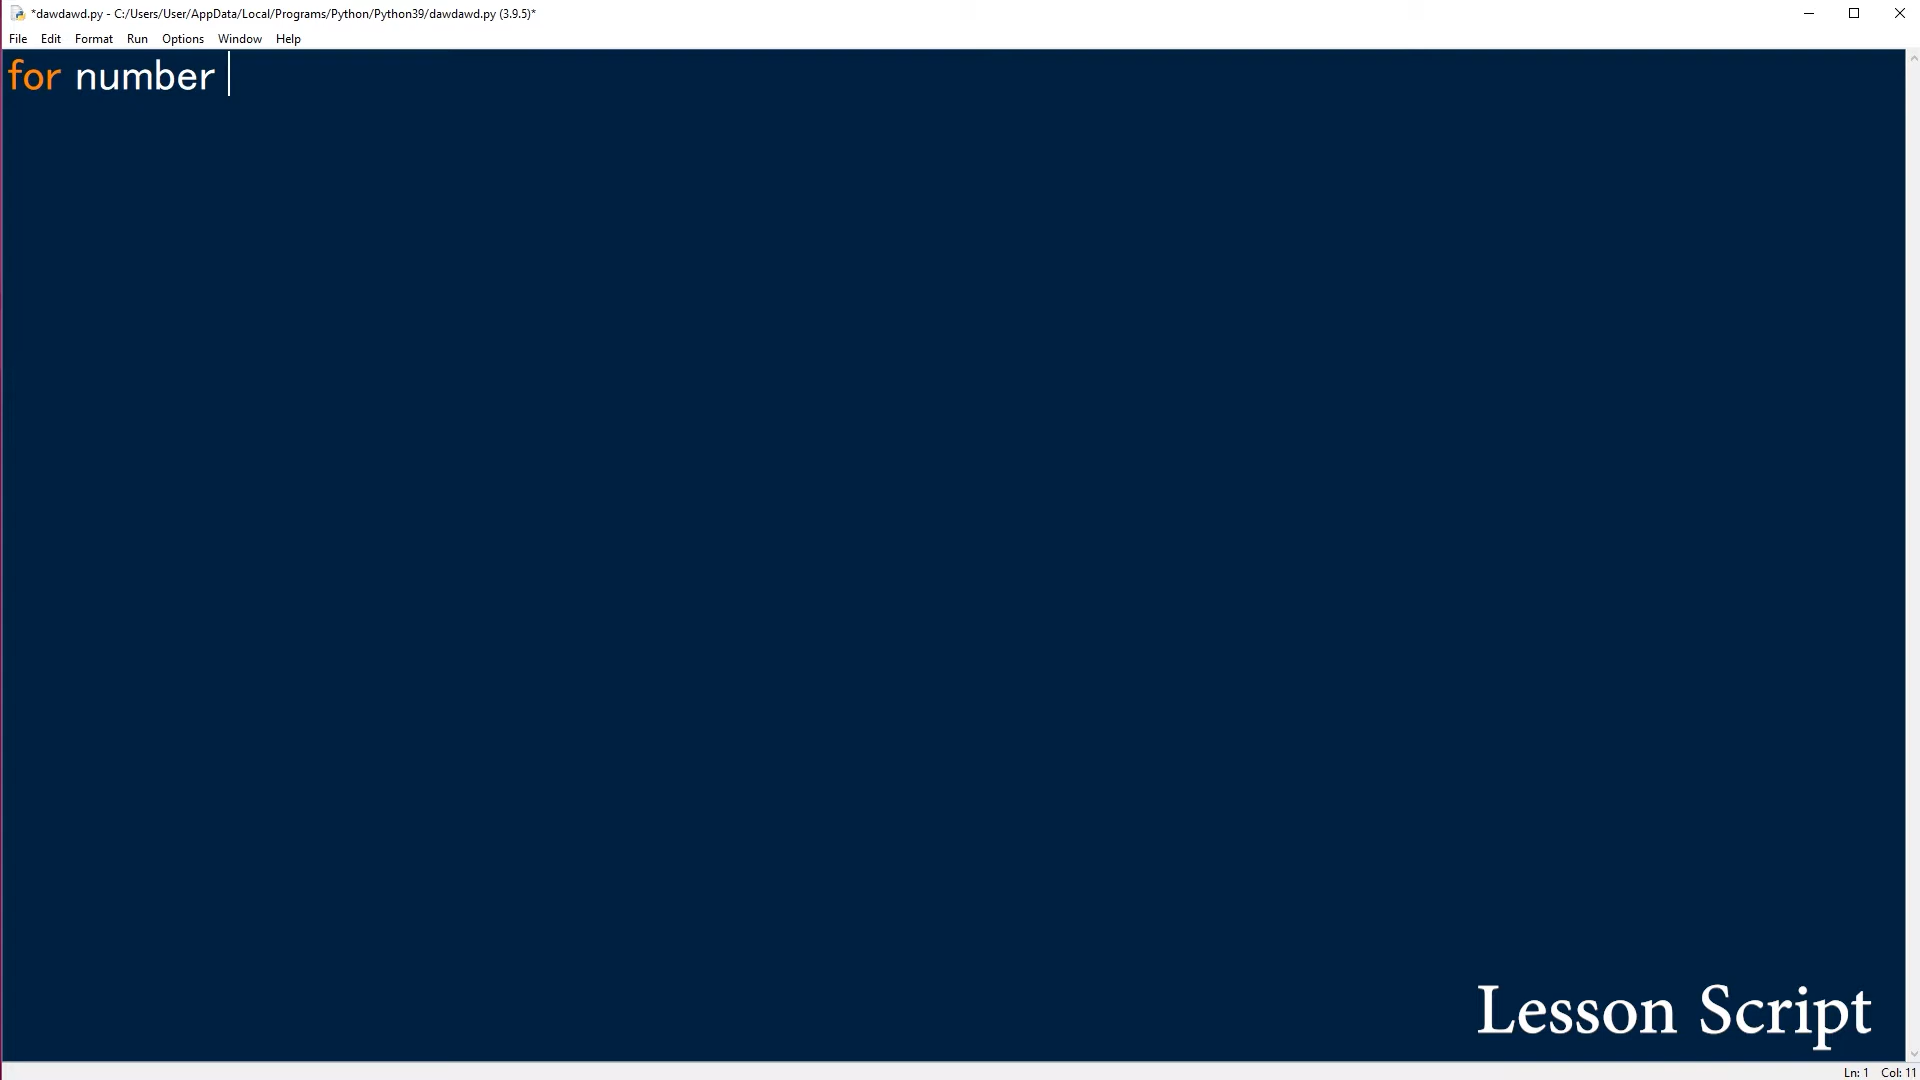 *dawdawd.py - C:/Users/User/AppData/Local/Programs/Python/Python39/dawdawd.py (3.9.5)*
File Edit Format Run Options Window Help
for number
Lesson Script
Ln: 1 Col: 11